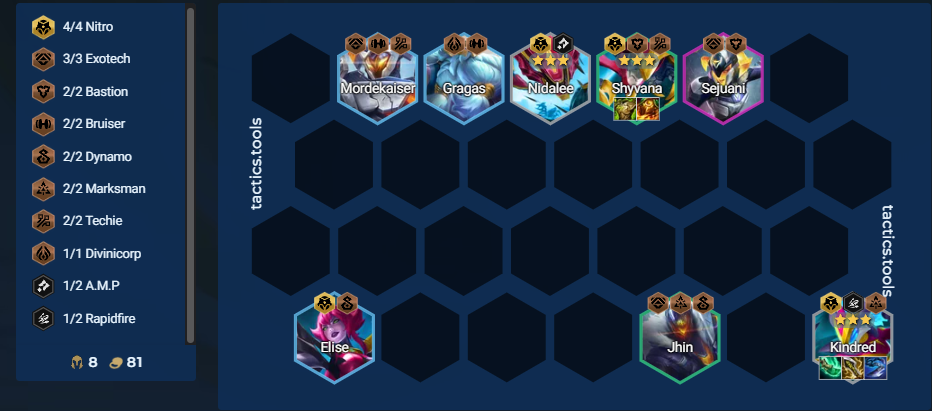 4/4 Nitro
3/3 Exotech
2/2 Bastion
2/2 Bruiser
2/2 Dynamo
2/2 Marksman
2/2 Techie
1/1 Divinicorp
1/2 A.M.P
1/2 Rapidfire
8 81
tactics.tools
Mordekaiser Gragas Nidalee Shyvana Sejuani
tactics.tools
Elise Jhin Kindred